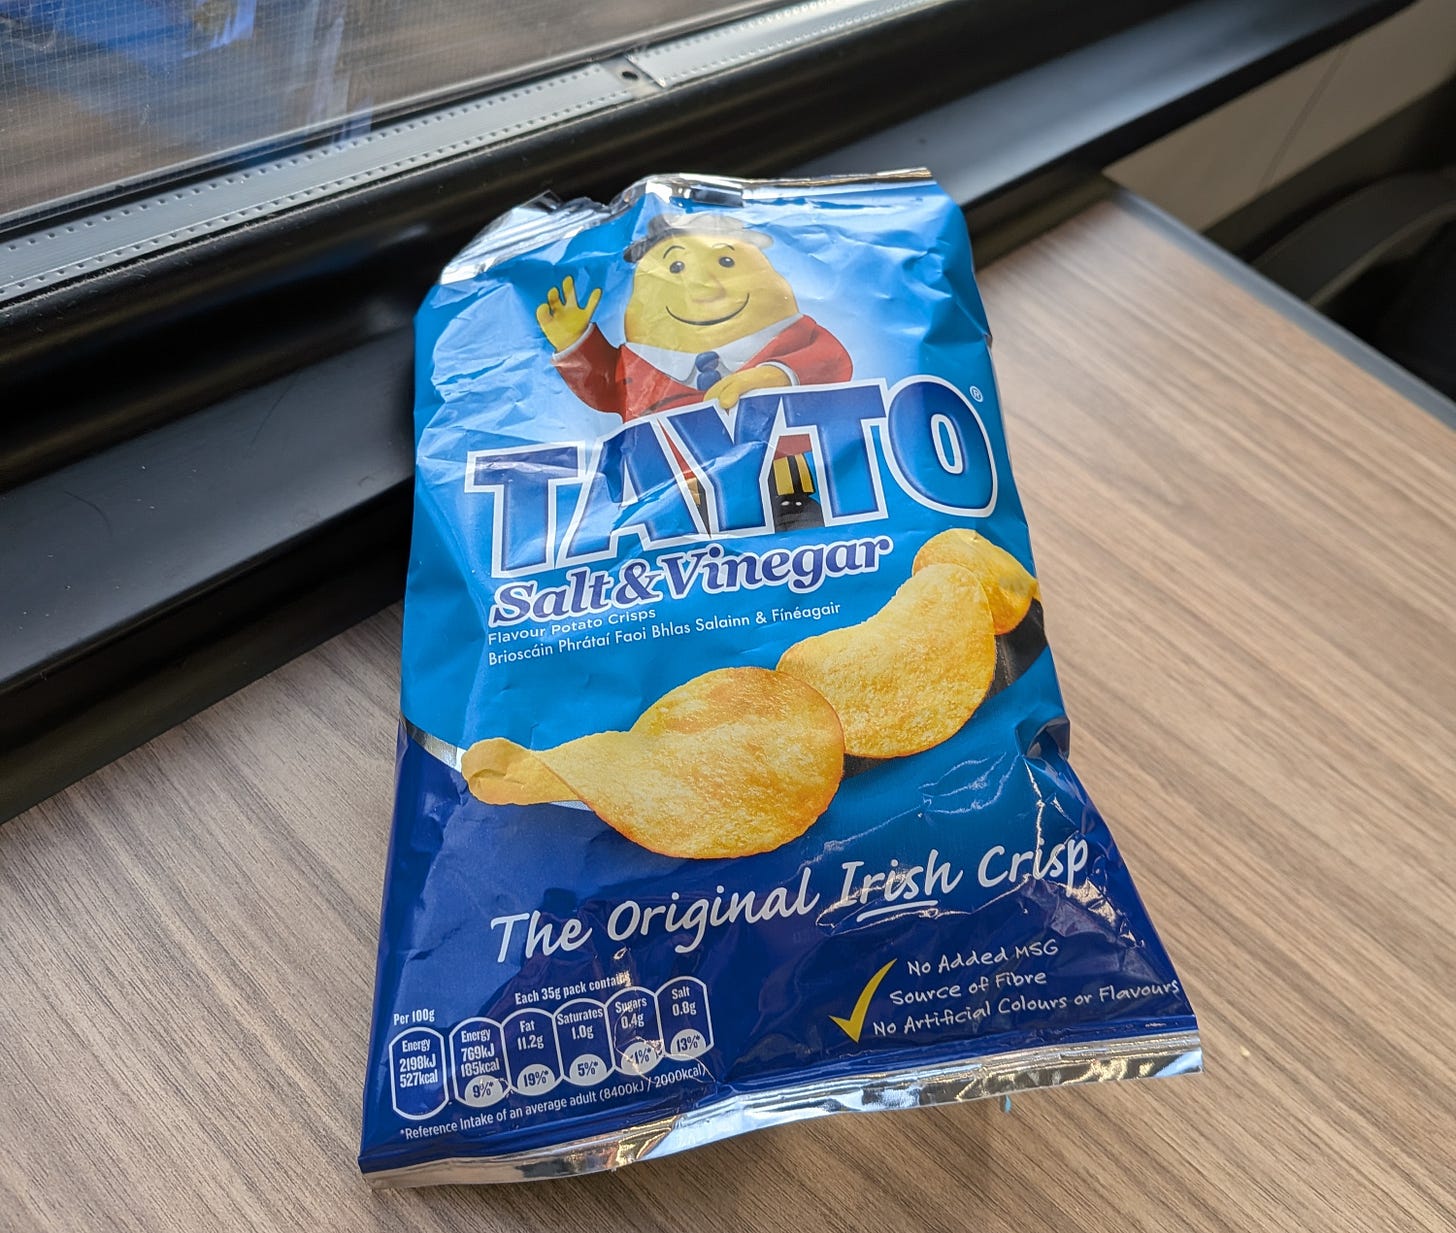 TAYTO®
Salt & Vinegar
Flavour Potato Crisps
Brioscáin Phrátaí Faoi Bhlas Salainn & Fínéagair
The Original Irish Crisp
No Added MSG
Source of Fibre
No Artificial Colours or Flavours
Each 35g pack contains
Per 100g
Energy
2198kJ
527kcal
Energy
769kJ
185kcal
9%*
Fat
11.2g
19%*
Saturates
1.0g
5%*
Sugars
0.4g
<1%*
Salt
0.8g
13%*
*Reference Intake of an average adult (8400kJ / 2000kcal)